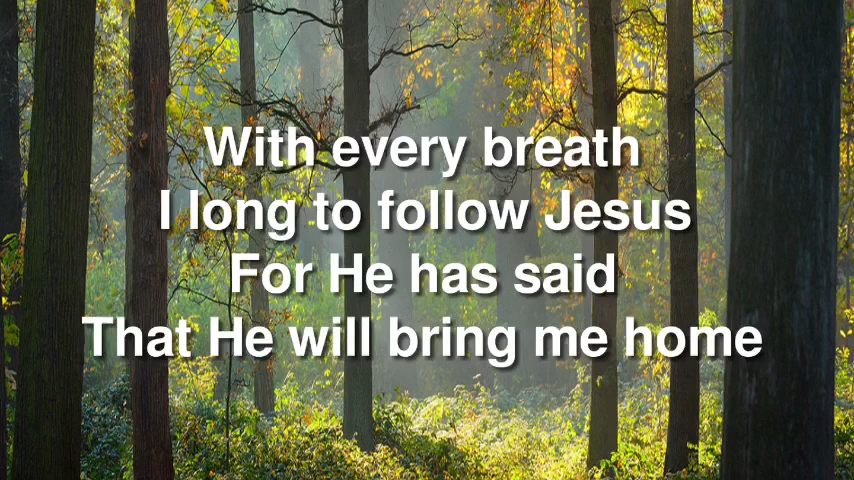 With every breath
I long to follow Jesus
For He has said
That He will bring me home